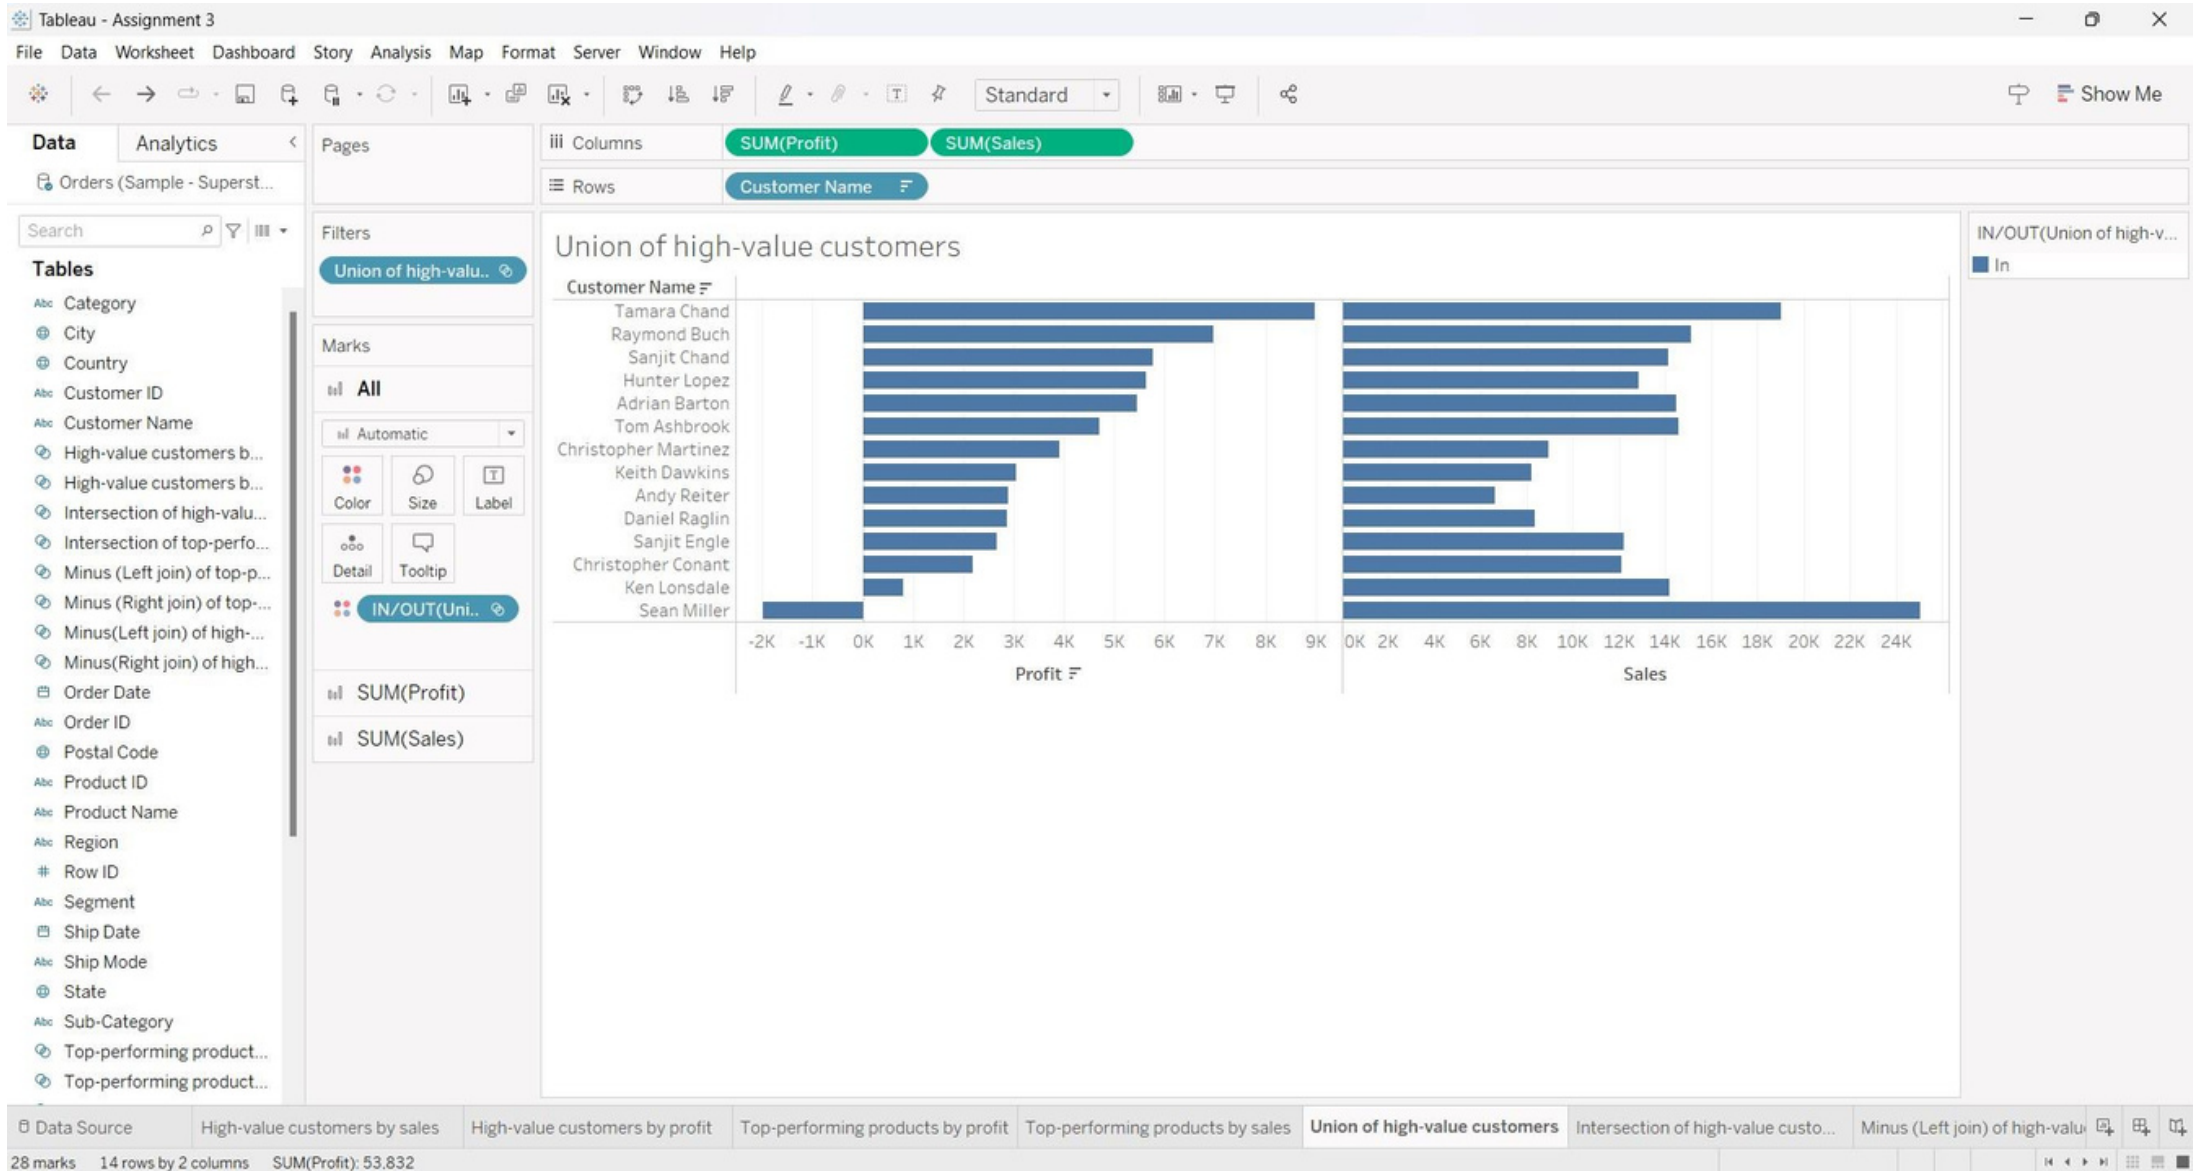 Tableau - Assignment 3
File Data Worksheet Dashboard Story Analysis Map Format Server Window Help
Standard
Show Me
Data Analytics
Orders (Sample - Superst...
Search
Tables
Abc Category
City
Country
Abc Customer ID
Abc Customer Name
High-value customers b...
High-value customers b...
Intersection of high-valu...
Intersection of top-perfo...
Minus (Left join) of top-p...
Minus (Right join) of top-...
Minus(Left join) of high-...
Minus(Right join) of high...
Order Date
Abc Order ID
Postal Code
Abc Product ID
Abc Product Name
Abc Region
# Row ID
Abc Segment
Ship Date
Abc Ship Mode
State
Abc Sub-Category
Top-performing product...
Top-performing product...
Pages
Filters
Union of high-valu..
Marks
All
Automatic
Color Size Label
Detail Tooltip
IN/OUT(Uni..
SUM(Profit)
SUM(Sales)
Columns SUM(Profit) SUM(Sales)
Rows Customer Name
Union of high-value customers
Customer Name
Tamara Chand
Raymond Buch
Sanjit Chand
Hunter Lopez
Adrian Barton
Tom Ashbrook
Christopher Martinez
Keith Dawkins
Andy Reiter
Daniel Raglin
Sanjit Engle
Christopher Conant
Ken Lonsdale
Sean Miller
-2K -1K 0K 1K 2K 3K 4K 5K 6K 7K 8K 9K 0K 2K 4K 6K 8K 10K 12K 14K 16K 18K 20K 22K 24K
Profit Sales
IN/OUT(Union of high-v...
In
Data Source High-value customers by sales High-value customers by profit Top-performing products by profit Top-performing products by sales Union of high-value customers Intersection of high-value custo... Minus (Left join) of high-valu
28 marks 14 rows by 2 columns SUM(Profit): 53,832